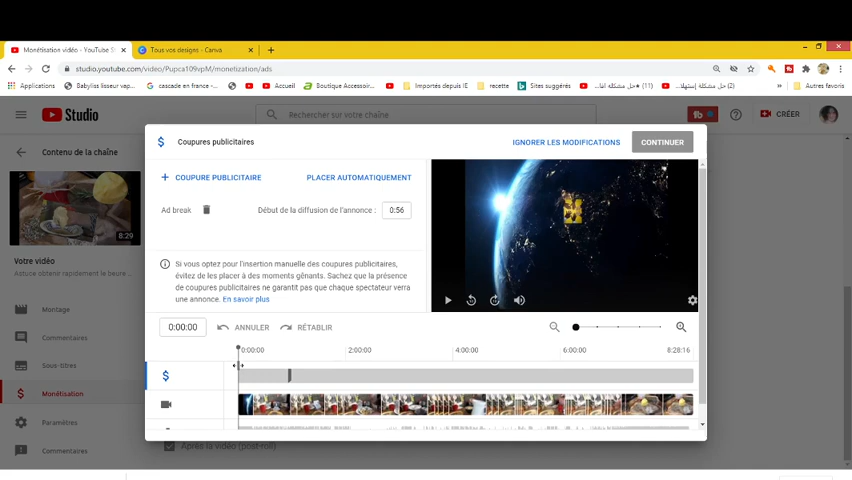 Monétisation vidéo - YouTube S
Tous vos designs - Canva
studio.youtube.com/video/Pupca109vpM/monetization/ads
Applications
Babyliss lisseur vap...
cascade en france -...
Accueil
Boutique Accessoir...
Importés depuis IE
recette
Sites suggérés
Autres favoris
Studio
Rechercher sur votre chaîne
CRÉER
Contenu de la chaîne
8:29
Votre vidéo
Astuce obtenir rapidement le beurre ...
Montage
Commentaires
Sous-titres
Monétisation
Paramètres
Commentaires
Coupures publicitaires
IGNORER LES MODIFICATIONS
CONTINUER
COUPURE PUBLICITAIRE
PLACER AUTOMATIQUEMENT
Ad break
Début de la diffusion de l'annonce :
0:56
Si vous optez pour l'insertion manuelle des coupures publicitaires,
évitez de les placer à des moments gênants. Sachez que la présence
de coupures publicitaires ne garantit pas que chaque spectateur verra
une annonce. En savoir plus
0:00:00
ANNULER
RÉTABLIR
0:00:00
2:00:00
4:00:00
6:00:00
8:28:16
Après la vidéo (post-roll)